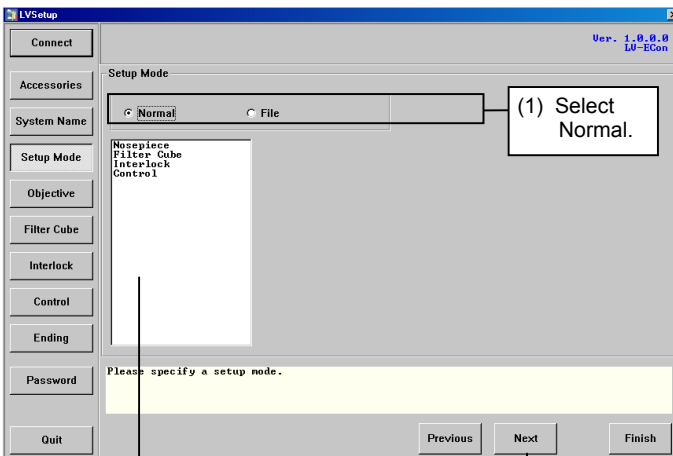 LVSetup
Connect
Ver. 1.0.0.0
LV-ECon
Accessories
System Name
Setup Mode
Objective
Filter Cube
Interlock
Control
Ending
Password
Quit
Setup Mode
Normal
File
(1) Select
Normal.
Nosepiece
Filter Cube
Interlock
Control
Please specify a setup mode.
Previous
Next
Finish